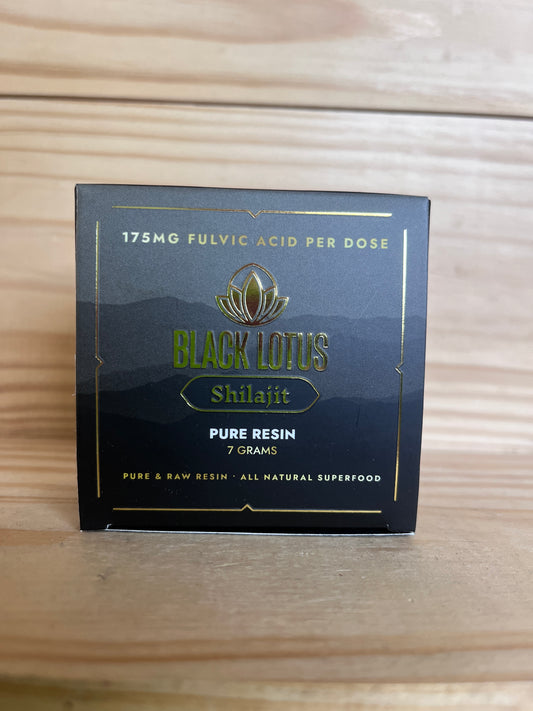 175MG FULVIC ACID PER DOSE
BLACK LOTUS
Shilajit
PURE RESIN
7 GRAMS
PURE & RAW RESIN · ALL NATURAL SUPERFOOD